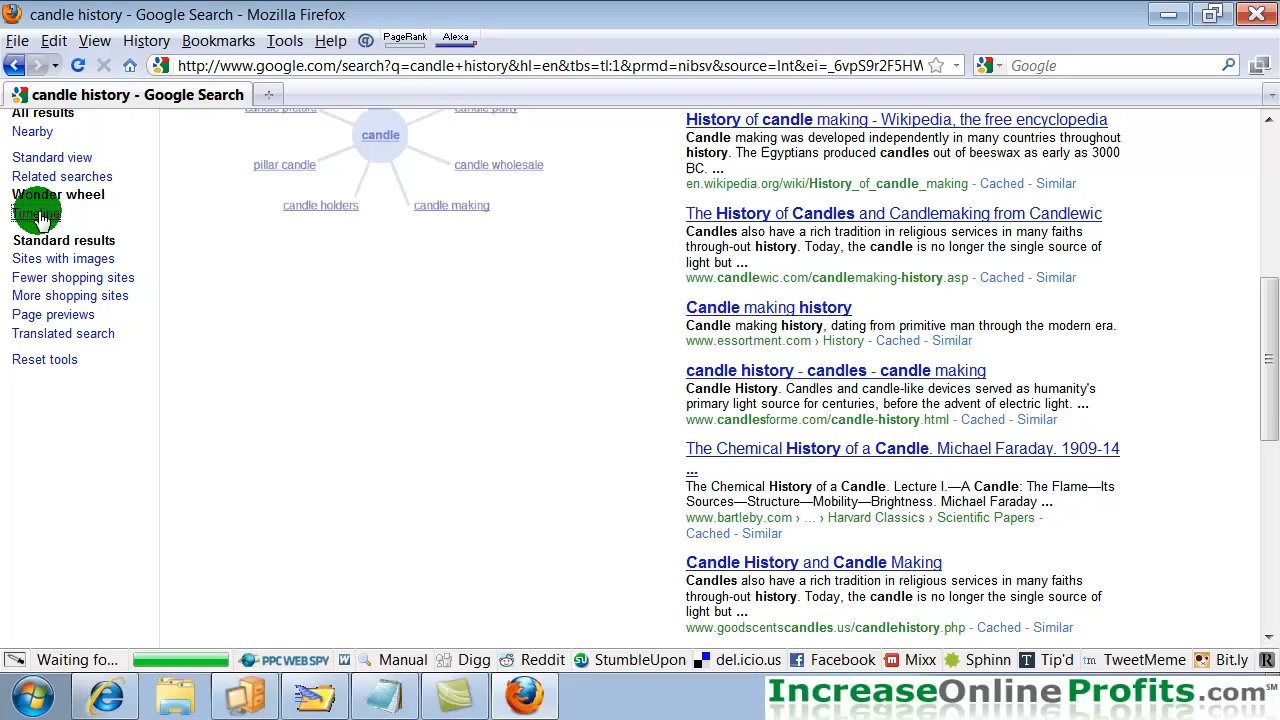 candle history - Google Search - Mozilla Firefox
File Edit View History Bookmarks Tools Help @ PageRank Alexa
http://www.google.com/search?q=candle+history&hl=en&tbs=tl:1&prmd=nibsv&source=lnt&ei=_6vpS9r2F5HW Google
candle history - Google Search
All results
Nearby
Standard view
Related searches
Wonder wheel
Timeline
Standard results
Sites with images
Fewer shopping sites
More shopping sites
Page previews
Translated search
Reset tools
candle picture candle party
candle
pillar candle candle wholesale
candle holders candle making
History of candle making - Wikipedia, the free encyclopedia
Candle making was developed independently in many countries throughout
history. The Egyptians produced candles out of beeswax as early as 3000
BC. ...
en.wikipedia.org/wiki/History_of_candle_making - Cached - Similar
The History of Candles and Candlemaking from Candlewic
Candles also have a rich tradition in religious services in many faiths
through-out history. Today, the candle is no longer the single source of
light but ...
www.candlewic.com/candlemaking-history.asp - Cached - Similar
Candle making history
Candle making history, dating from primitive man through the modern era.
www.essortment.com › History - Cached - Similar
candle history - candles - candle making
Candle History. Candles and candle-like devices served as humanity's
primary light source for centuries, before the advent of electric light. ...
www.candlesforme.com/candle-history.html - Cached - Similar
The Chemical History of a Candle. Michael Faraday. 1909-14
...
The Chemical History of a Candle. Lecture I.—A Candle: The Flame—Its
Sources—Structure—Mobility—Brightness. Michael Faraday ...
www.bartleby.com › ... › Harvard Classics › Scientific Papers -
Cached - Similar
Candle History and Candle Making
Candles also have a rich tradition in religious services in many faiths
through-out history. Today, the candle is no longer the single source of
light but ...
www.goodscentscandles.us/candlehistory.php - Cached - Similar
Waiting fo... PPC WEB SPY W Manual Digg Reddit StumbleUpon del.icio.us Facebook Mixx Sphinn T Tip'd tm TweetMeme Bit.ly R
IncreaseOnlineProfits.com SM